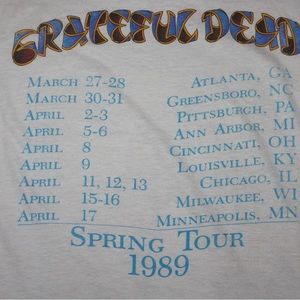 GRATEFUL DEAD
MARCH 27-28 ATLANTA, GA
MARCH 30-31 GREENSBORO, NC
APRIL 2-3 PITTSBURGH, PA
APRIL 5-6 ANN ARBOR, MI
APRIL 8 CINCINNATI, OH
APRIL 9 LOUISVILLE, KY
APRIL 11, 12, 13 CHICAGO, IL
APRIL 15-16 MILWAUKEE, WI
APRIL 17 MINNEAPOLIS, MN
SPRING TOUR
1989